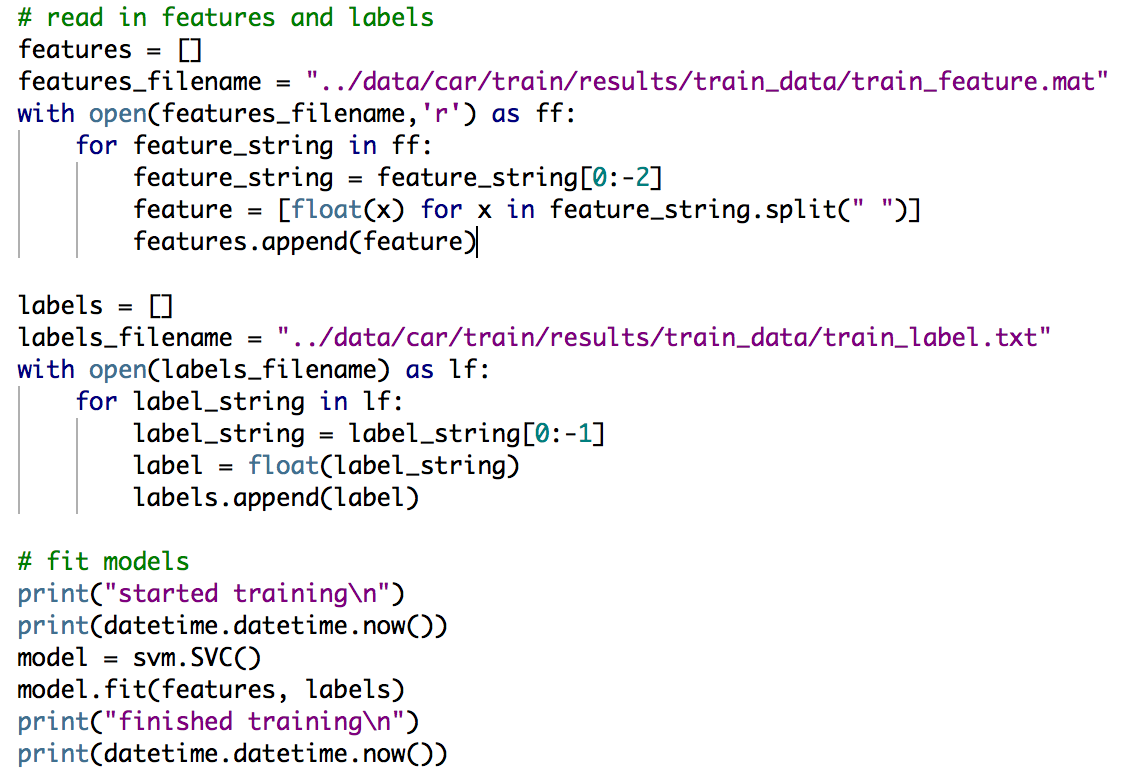 # read in features and labels
features = []
features_filename = "../data/car/train/results/train_data/train_feature.mat"
with open(features_filename,'r') as ff:
    for feature_string in ff:
        feature_string = feature_string[0:-2]
        feature = [float(x) for x in feature_string.split(" ")]
        features.append(feature)

labels = []
labels_filename = "../data/car/train/results/train_data/train_label.txt"
with open(labels_filename) as lf:
    for label_string in lf:
        label_string = label_string[0:-1]
        label = float(label_string)
        labels.append(label)

# fit models
print("started training\n")
print(datetime.datetime.now())
model = svm.SVC()
model.fit(features, labels)
print("finished training\n")
print(datetime.datetime.now())